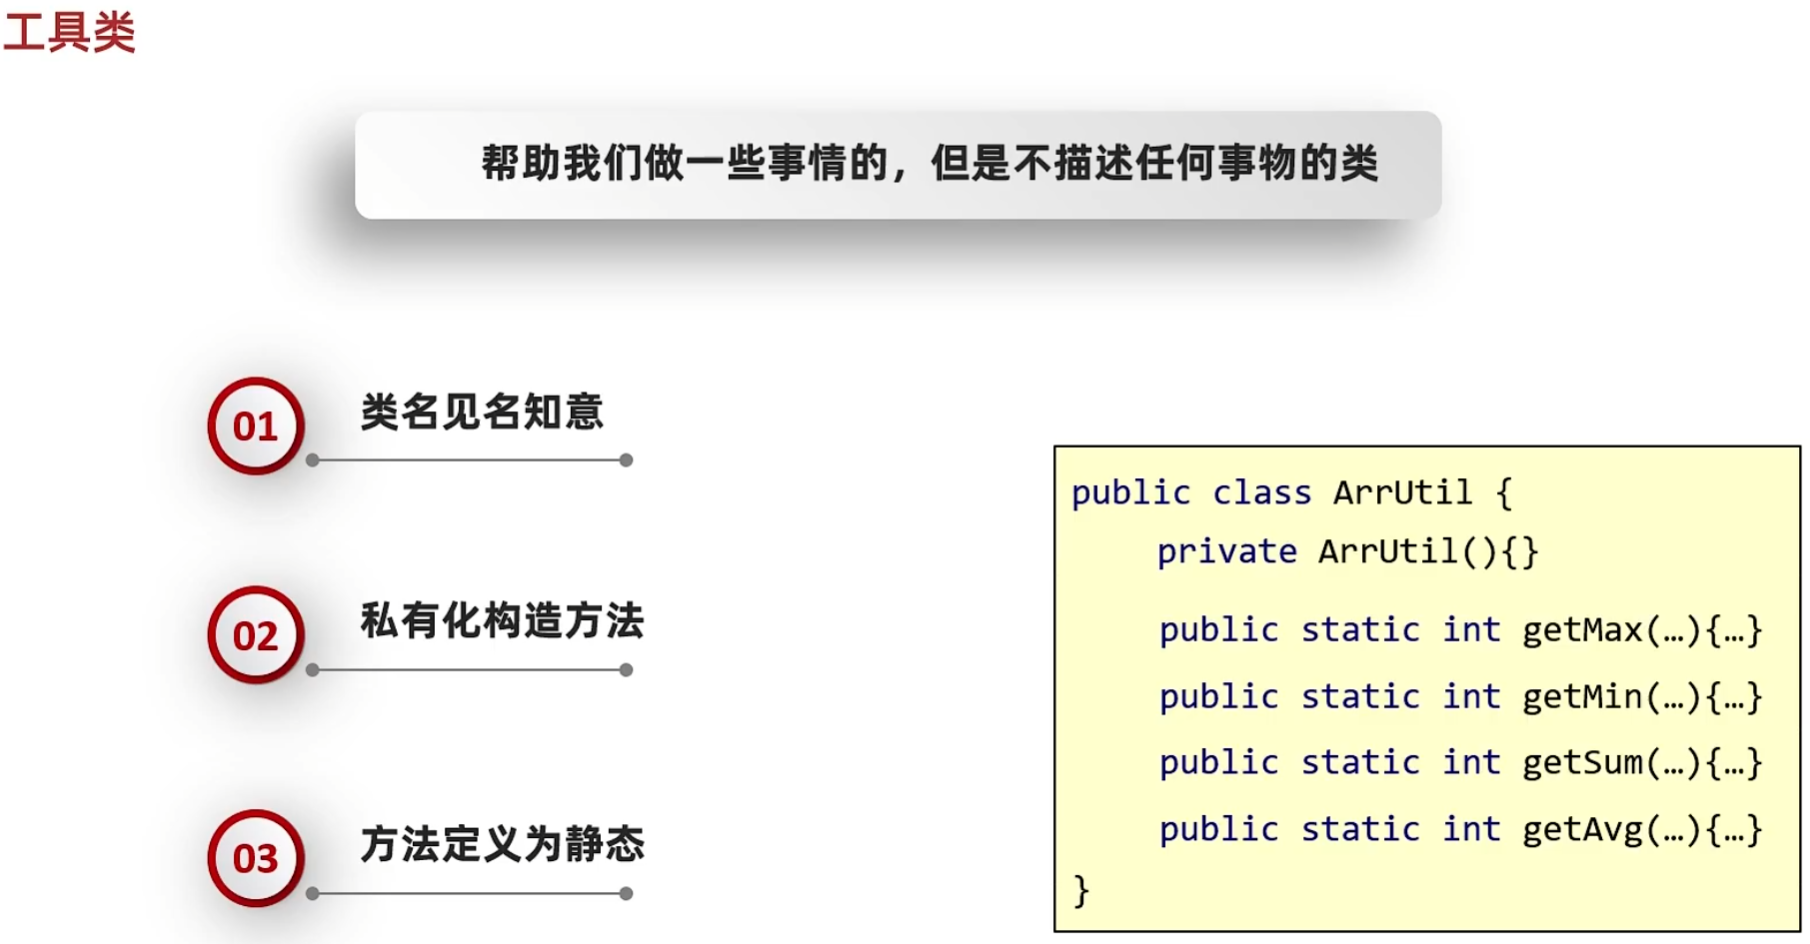 工具类
帮助我们做一些事情的，但是不描述任何事物的类
01 类名见名知意
02 私有化构造方法
03 方法定义为静态
public class ArrUtil {
private ArrUtil(){}
public static int getMax(…){…}
public static int getMin(…){…}
public static int getSum(…){…}
public static int getAvg(…){…}
}